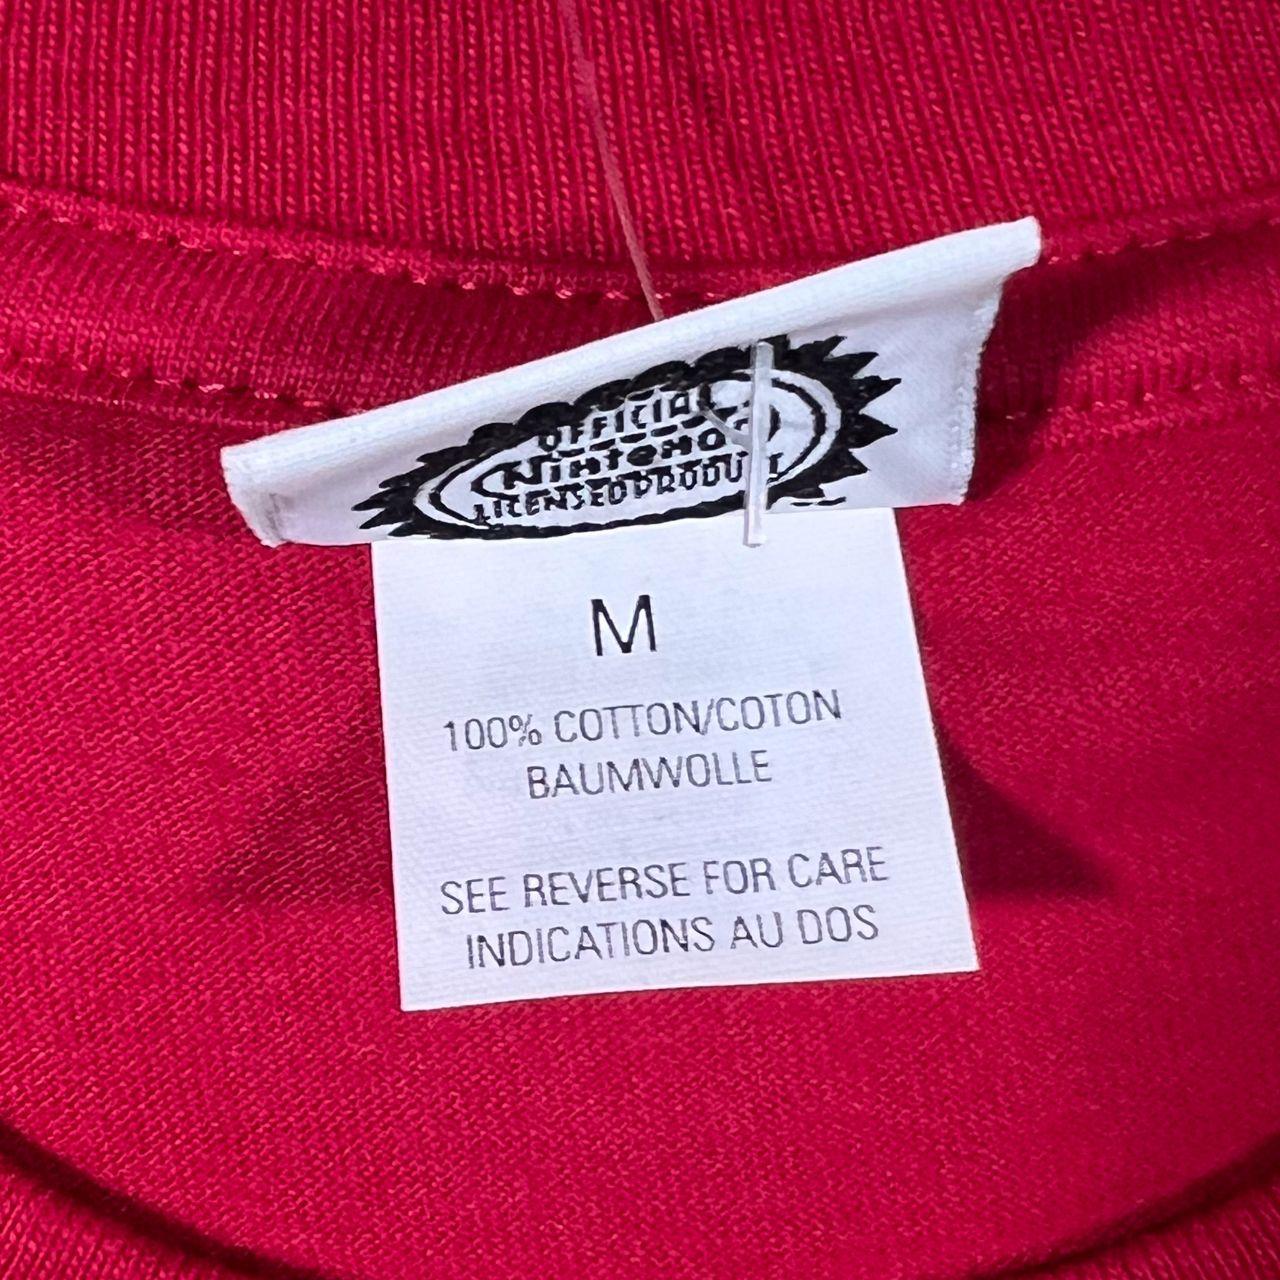 OFFICIAL
Nintendo
LICENSED PRODUCT
M
100% COTTON/COTON
BAUMWOLLE
SEE REVERSE FOR CARE
INDICATIONS AU DOS